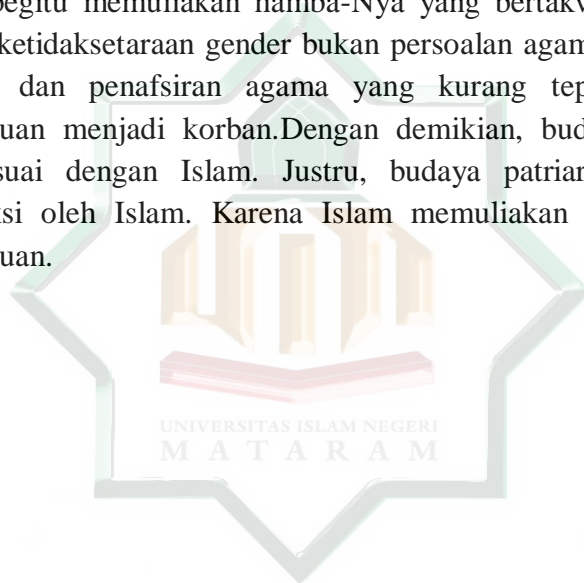 begitu memuliakan hamba-Nya yang bertakw
ketidaksetaraan gender bukan persoalan agam
dan penafsiran agama yang kurang tep
uan menjadi korban.Dengan demikian, bud
suai dengan Islam. Justru, budaya patriar
ksi oleh Islam. Karena Islam memuliakan
uan.
UNIVERSITAS ISLAM NEGERI
MATARAM